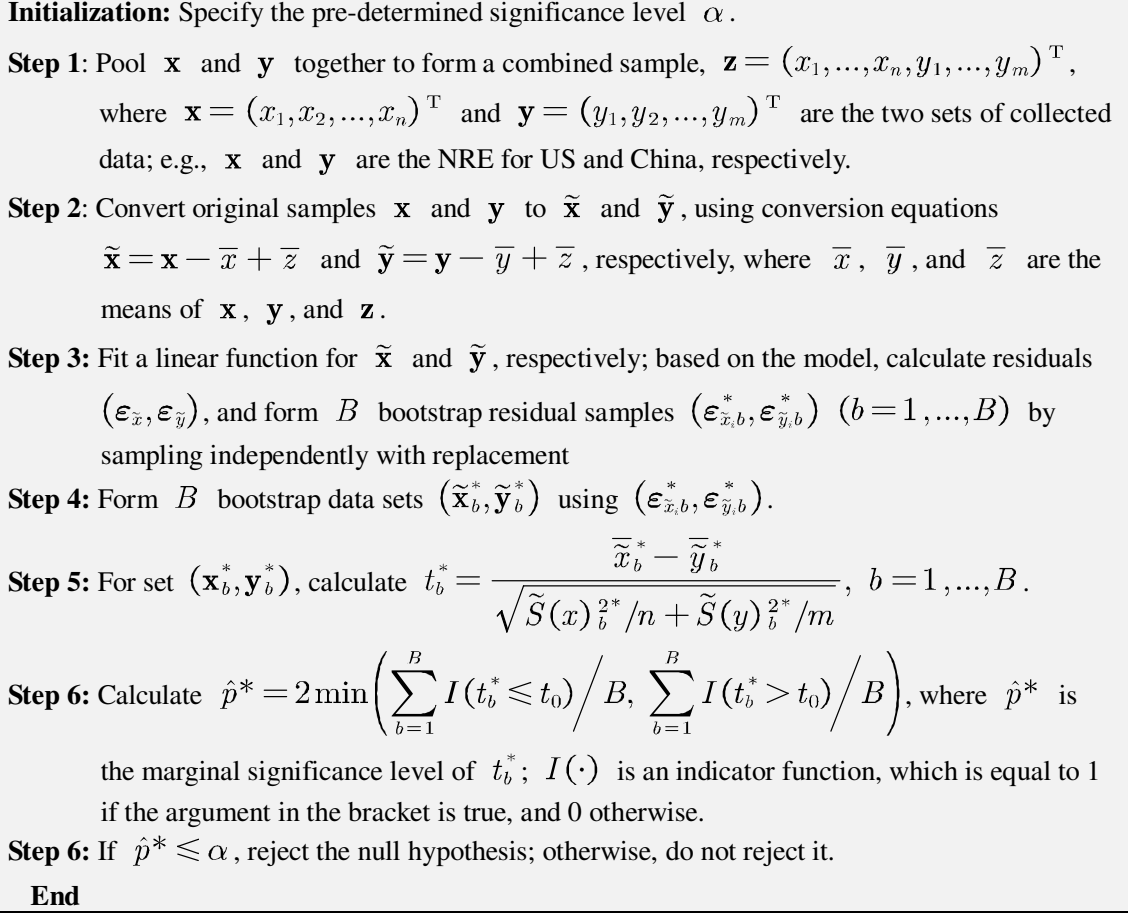 Initialization: Specify the pre-determined significance level α.
Step 1: Pool x and y together to form a combined sample, z = (x₁,...,xₙ,y₁,...,yₘ)ᵀ,
where x = (x₁,x₂,...,xₙ)ᵀ and y = (y₁,y₂,...,yₘ)ᵀ are the two sets of collected
data; e.g., x and y are the NRE for US and China, respectively.
Step 2: Convert original samples x and y to x̃ and ỹ, using conversion equations
x̃ = x − x̅ + z̅ and ỹ = y − y̅ + z̅, respectively, where x̅, y̅, and z̅ are the
means of x, y, and z.
Step 3: Fit a linear function for x̃ and ỹ, respectively; based on the model, calculate residuals
(ε_x̃, ε_ỹ), and form B bootstrap residual samples (ε*_{x̃ᵢb}, ε*_{ỹᵢb}) (b = 1,...,B) by
sampling independently with replacement
Step 4: Form B bootstrap data sets (x̃*_b, ỹ*_b) using (ε*_{x̃ᵢb}, ε*_{ỹᵢb}).
Step 5: For set (x*_b, y*_b), calculate t*_b = (x̃̅*_b − ỹ̅*_b) / √(S̃(x)²*_b/n + S̃(y)²*_b/m), b = 1,...,B.
Step 6: Calculate p̂* = 2 min(∑_{b=1}^{B} I(t*_b ⩽ t₀)/B, ∑_{b=1}^{B} I(t*_b > t₀)/B), where p̂* is
the marginal significance level of t*_b; I(·) is an indicator function, which is equal to 1
if the argument in the bracket is true, and 0 otherwise.
Step 6: If p̂* ⩽ α, reject the null hypothesis; otherwise, do not reject it.
End